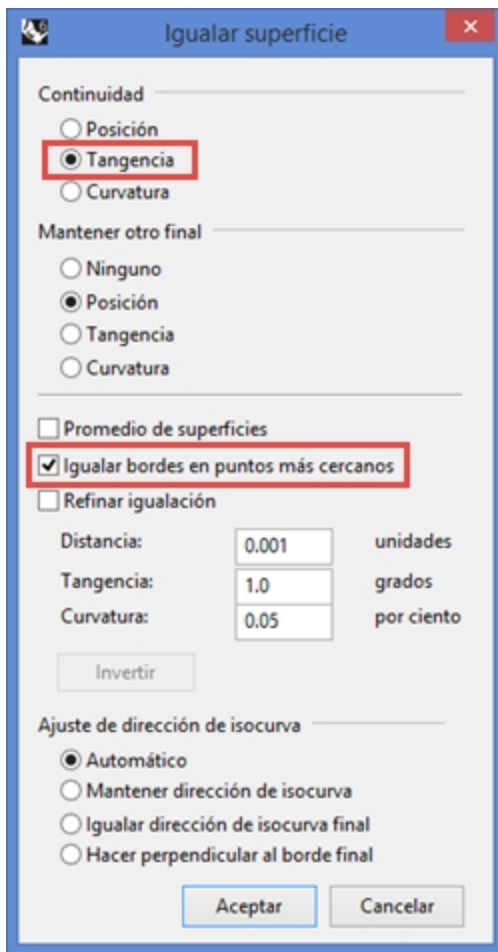 Igualar superficie
Continuidad
Posición
Tangencia
Curvatura
Mantener otro final
Ninguno
Posición
Tangencia
Curvatura
Promedio de superficies
Igualar bordes en puntos más cercanos
Refinar igualación
Distancia: 0.001 unidades
Tangencia: 1.0 grados
Curvatura: 0.05 por ciento
Invertir
Ajuste de dirección de isocurva
Automático
Mantener dirección de isocurva
Igualar dirección de isocurva final
Hacer perpendicular al borde final
Aceptar Cancelar